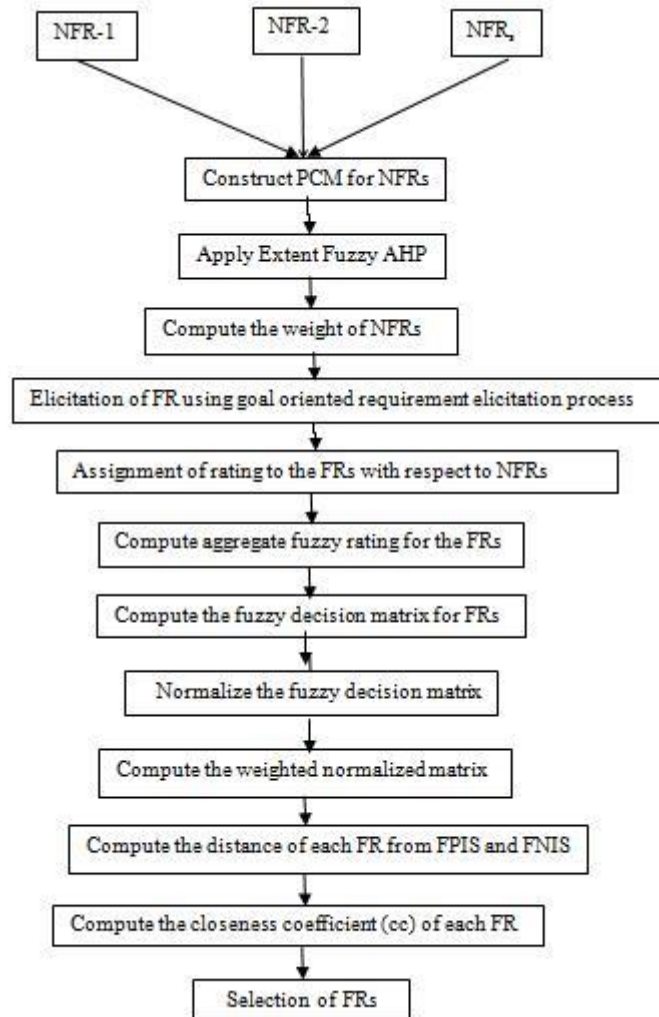 NFR-1
NFR-2
NFRs
Construct PCM for NFRs
Apply Extent Fuzzy AHP
Compute the weight of NFRs
Elicitation of FR using goal oriented requirement elicitation process
Assignment of rating to the FRs with respect to NFRs
Compute aggregate fuzzy rating for the FRs
Compute the fuzzy decision matrix for FRs
Normalize the fuzzy decision matrix
Compute the weighted normalized matrix
Compute the distance of each FR from FPIS and FNIS
Compute the closeness coefficient (cc) of each FR
Selection of FRs